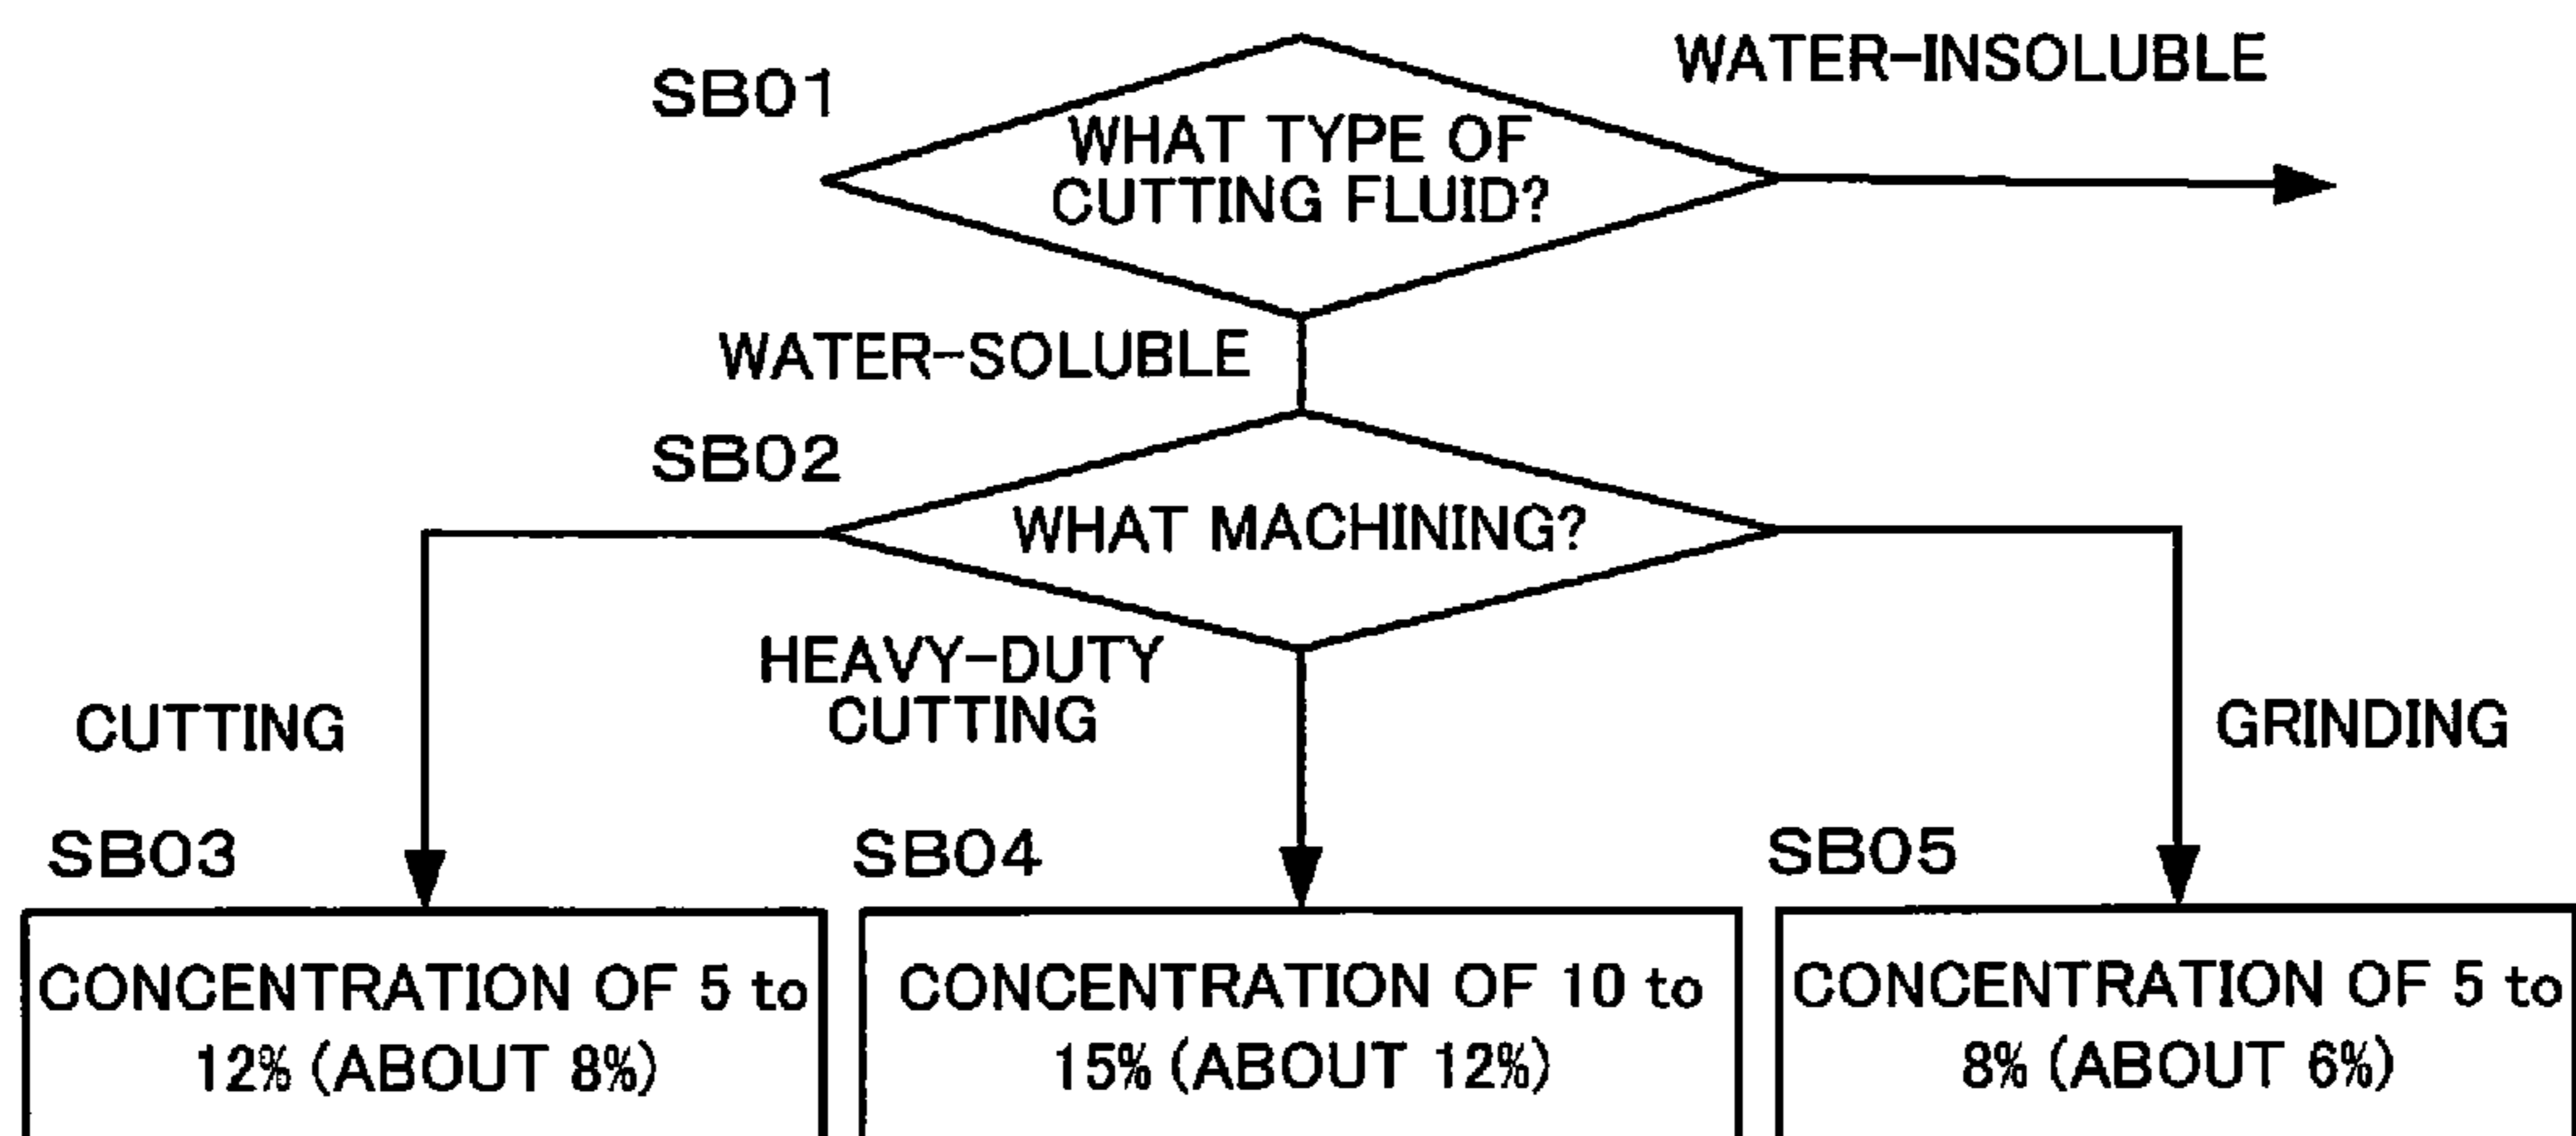 WATER-INSOLUBLE
SB01
WHAT TYPE OF
CUTTING FLUID?
WATER-SOLUBLE
SB02
WHAT MACHINING?
HEAVY-DUTY
CUTTING
CUTTING
GRINDING
SB03
SB04
SB05
CONCENTRATION OF 5 to
12% (ABOUT 8%)
CONCENTRATION OF 10 to
15% (ABOUT 12%)
CONCENTRATION OF 5 to
8% (ABOUT 6%)